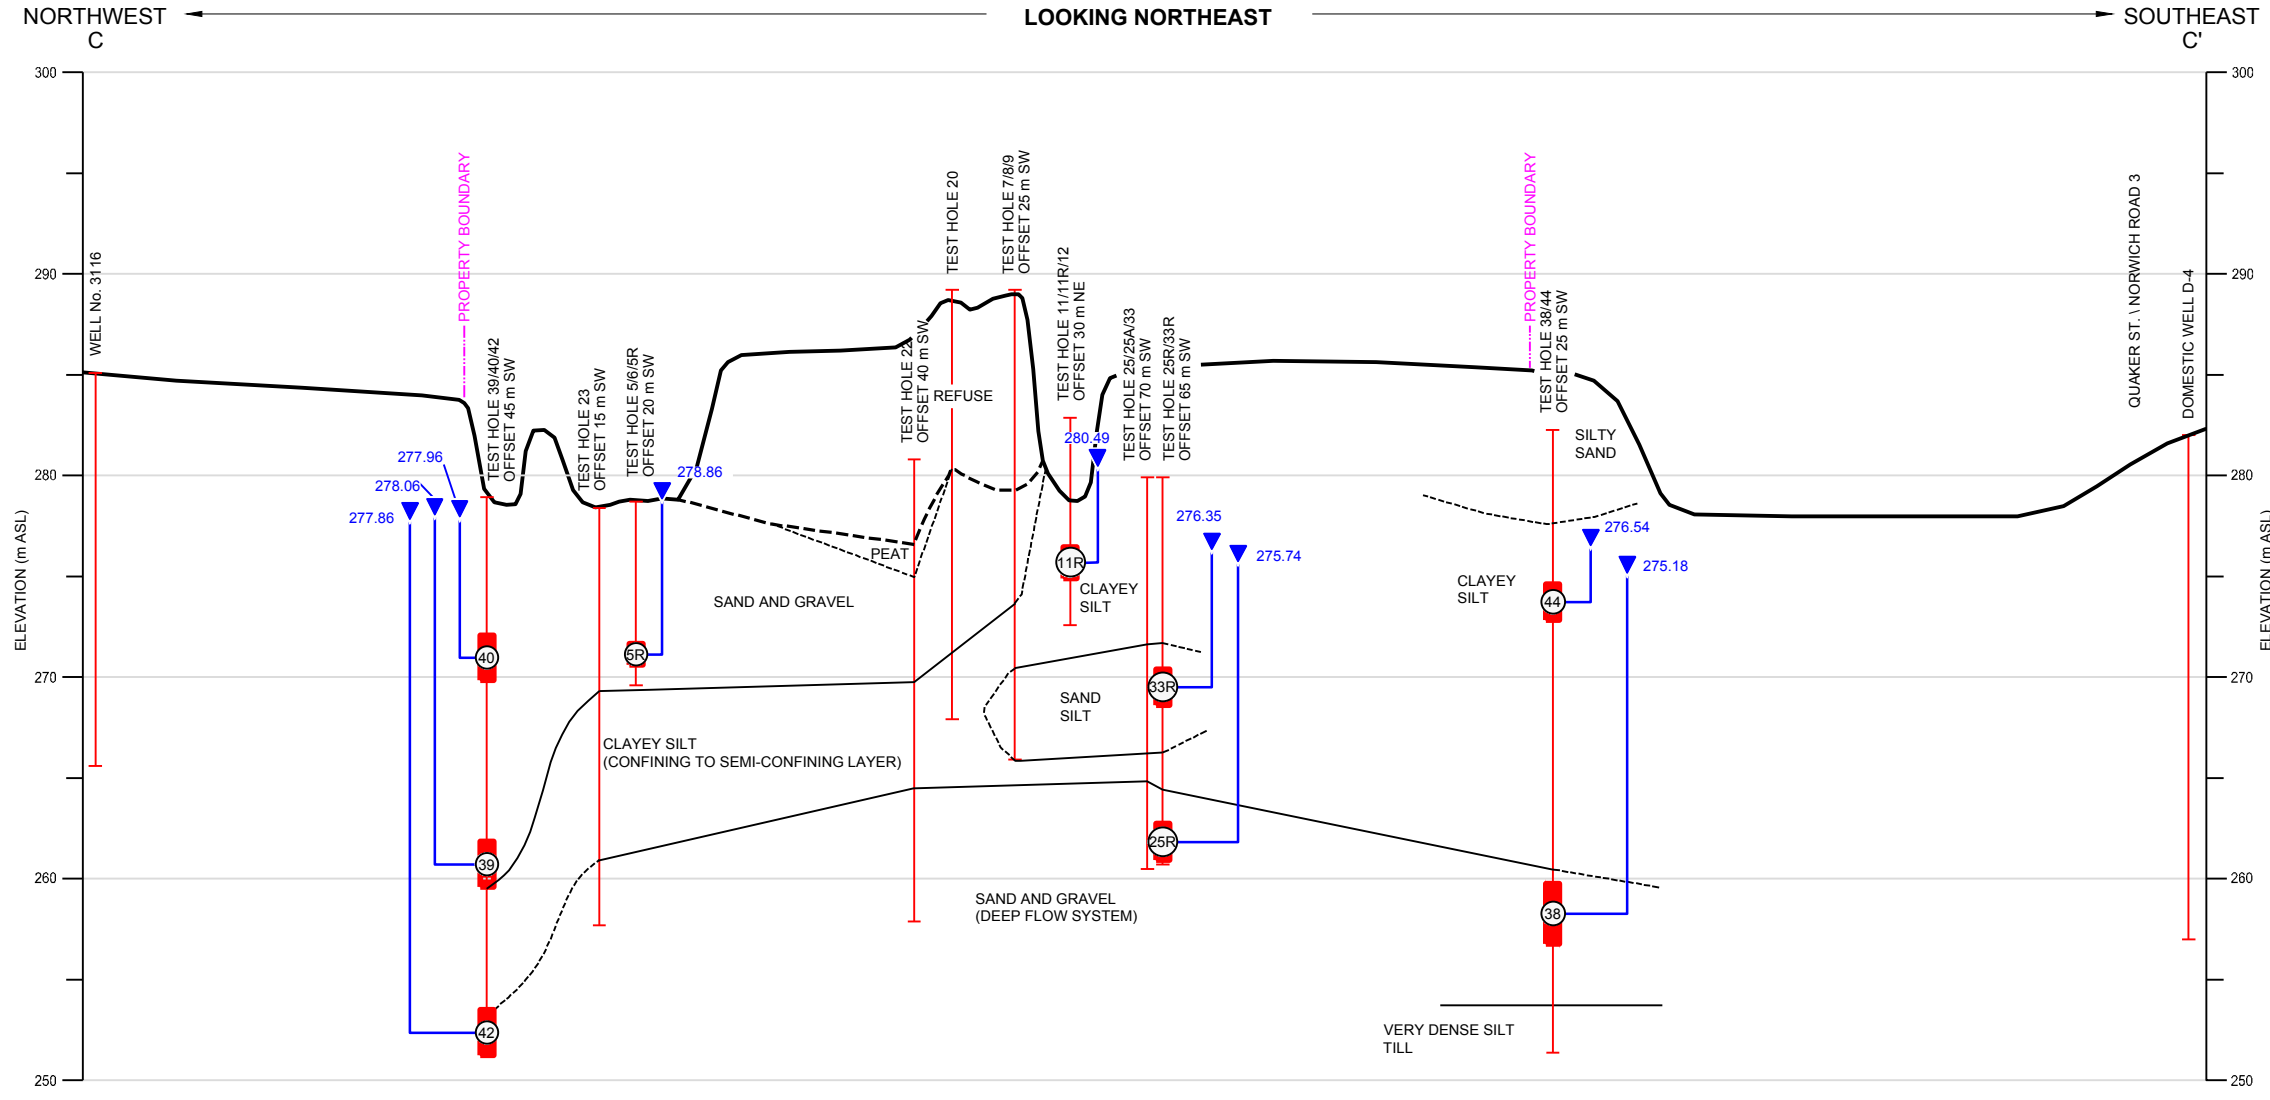 NORTHWEST
C
LOOKING NORTHEAST
SOUTHEAST
C'
300
300
290
290
280
280
270
270
260
260
250
250
ELEVATION (m ASL)
ELEVATION (m ASL)
WELL No. 3116
PROPERTY BOUNDARY
TEST HOLE 39/40/42
OFFSET 45 m SW
TEST HOLE 23
OFFSET 15 m SW
TEST HOLE 5/6/5R
OFFSET 20 m SW
TEST HOLE 22
OFFSET 40 m SW
TEST HOLE 20
TEST HOLE 7/8/9
OFFSET 25 m SW
TEST HOLE 11/11R/12
OFFSET 30 m NE
TEST HOLE 25/25A/33
OFFSET 70 m SW
TEST HOLE 25R/33R
OFFSET 65 m SW
PROPERTY BOUNDARY
TEST HOLE 38/44
OFFSET 25 m SW
QUAKER ST. \ NORWICH ROAD 3
DOMESTIC WELL D-4
277.96
278.06
277.86
278.86
280.49
276.35
275.74
276.54
275.18
REFUSE
PEAT
SAND AND GRAVEL
CLAYEY
SILT
SILTY
SAND
CLAYEY
SILT
SAND
SILT
CLAYEY SILT
(CONFINING TO SEMI-CONFINING LAYER)
SAND AND GRAVEL
(DEEP FLOW SYSTEM)
VERY DENSE SILT
TILL
40
39
42
5R
11R
33R
25R
44
38